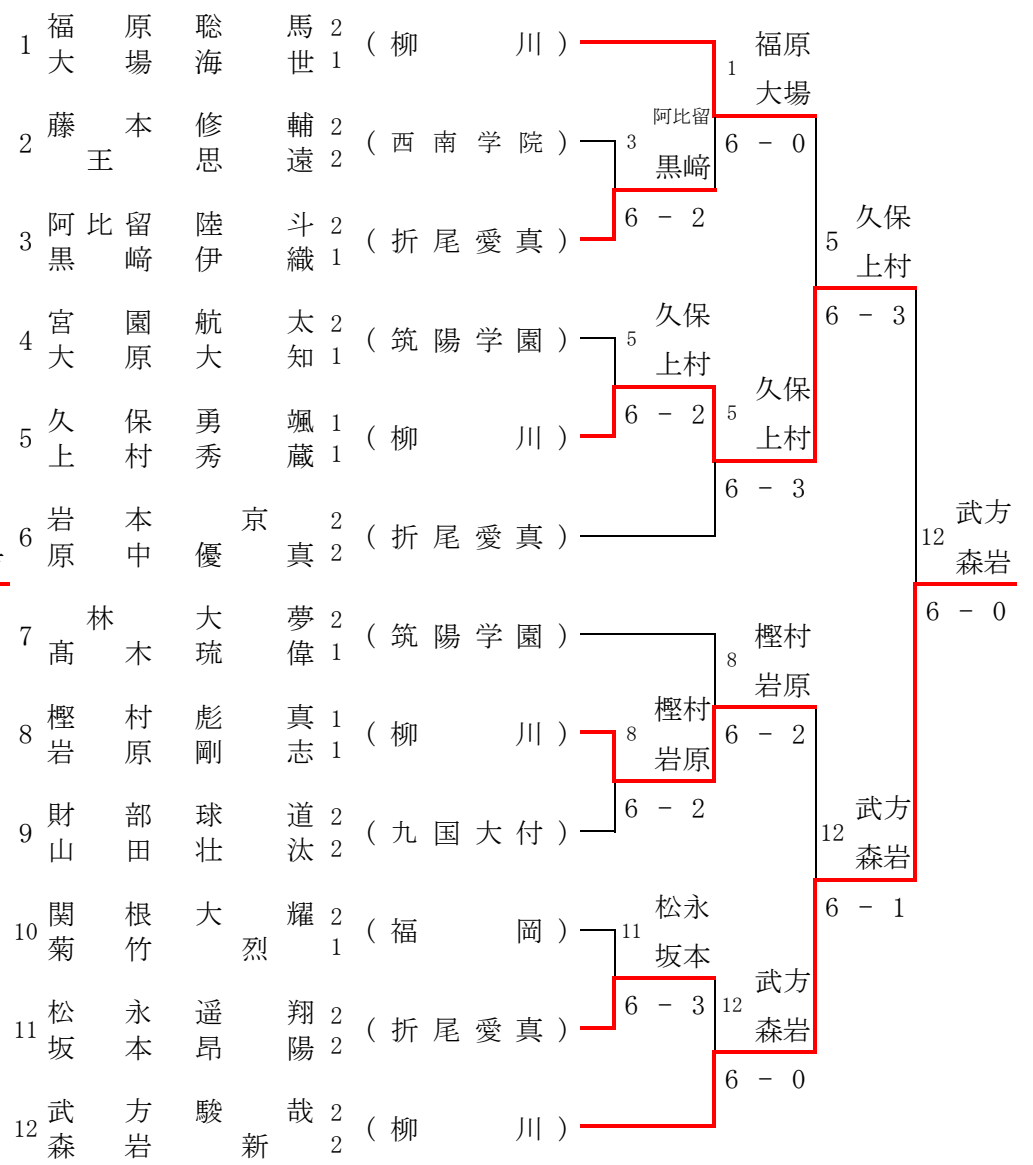 1 福原聡馬 2 (柳川)
大場海世 1
2 藤本修輔 2 (西南学院)
王思遠 2
3 阿比留陸斗 2 (折尾愛真)
黒﨑伊織 1
4 宮園航太 2 (筑陽学園)
大原大知 1
5 久保勇颯 1 (柳川)
上村秀蔵 1
6 岩本京 2 (折尾愛真)
原中優真 2
7 林大夢 2 (筑陽学園)
髙木琉偉 1
8 樫村彪真 1 (柳川)
岩原剛志 1
9 財部球道 2 (九国大付)
山田壮汰 2
10 関根大耀 2 (福岡)
菊竹烈 1
11 松永遥翔 2 (折尾愛真)
坂本昂陽 2
12 武方駿哉 2 (柳川)
森岩新 2
3 阿比留
黒﨑
6 - 2
5 久保
上村
6 - 2
8 樫村
岩原
6 - 2
11 松永
坂本
6 - 3
1 福原
大場
6 - 0
5 久保
上村
6 - 3
8 樫村
岩原
6 - 2
12 武方
森岩
6 - 0
5 久保
上村
6 - 3
12 武方
森岩
6 - 1
12 武方
森岩
6 - 0